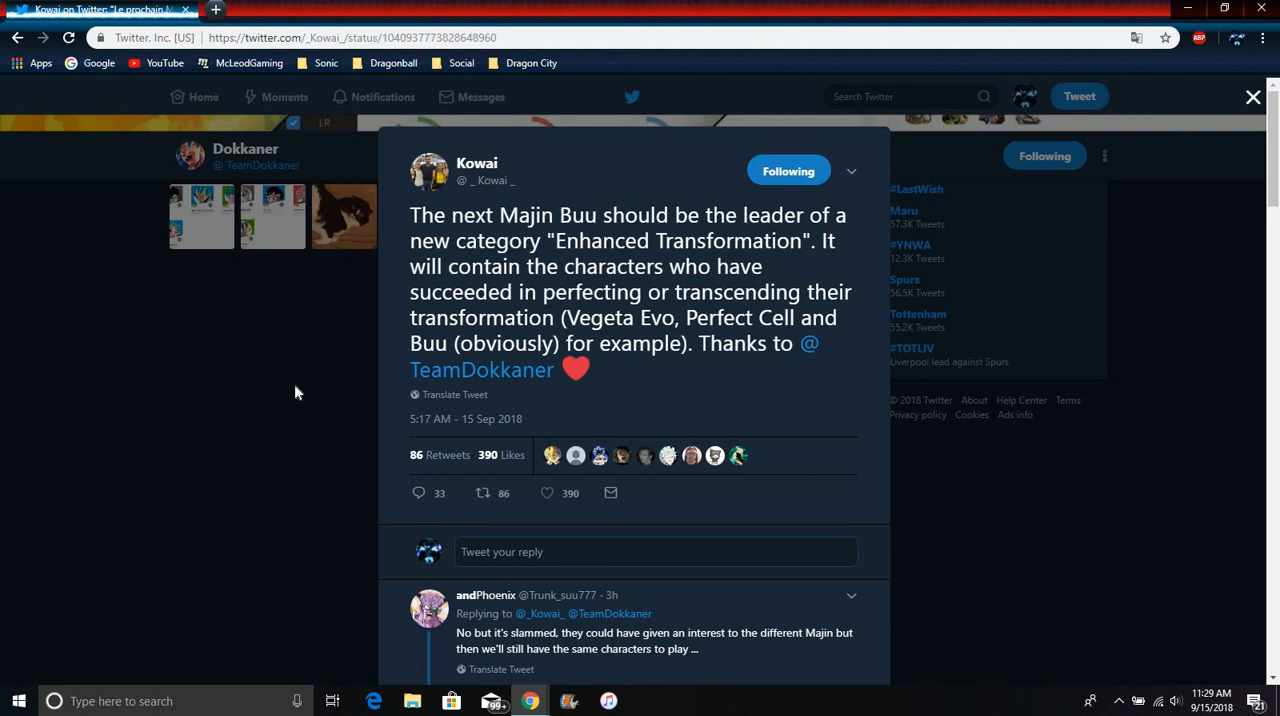 Kowai on Twitter: "Le prochain M
Twitter, Inc. [US]
https://twitter.com/_Kowai_/status/1040937773828648960
ABP
Apps
Google
YouTube
McLeodGaming
Sonic
Dragonball
Social
Dragon City
Home
Moments
Notifications
Messages
Search Twitter
Tweet
LR
Dokkaner
@ TeamDokkaner
Following
Kowai
@ _ Kowai _
Following
The next Majin Buu should be the leader of a
new category "Enhanced Transformation". It
will contain the characters who have
succeeded in perfecting or transcending their
transformation (Vegeta Evo, Perfect Cell and
Buu (obviously) for example). Thanks to @
TeamDokkaner ❤
Translate Tweet
5:17 AM - 15 Sep 2018
86 Retweets 390 Likes
33
86
390
Tweet your reply
andPhoenix @Trunk_suu777 · 3h
Replying to @_Kowai_ @TeamDokkaner
No but it's slammed, they could have given an interest to the different Majin but
then we'll still have the same characters to play ...
Translate Tweet
#LastWish
Maru
57.3K Tweets
#YNWA
12.3K Tweets
Spurs
56.5K Tweets
Tottenham
55.2K Tweets
#TOTLIV
Liverpool lead against Spurs
© 2018 Twitter About Help Center Terms
Privacy policy Cookies Ads info
Type here to search
99+
11:29 AM
9/15/2018
21